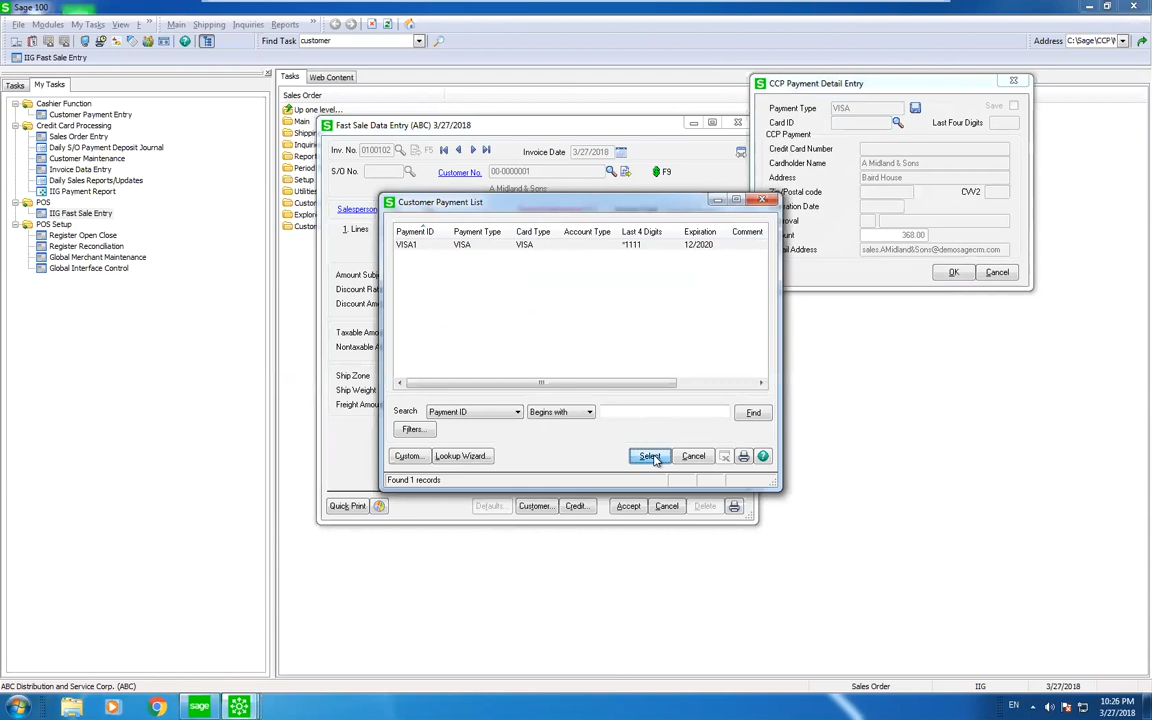 Sage 100
File Modules My Tasks View Main Shipping Inquiries Reports
Find Task customer Address C:\Sage\CCP\
IIG Fast Sale Entry
Tasks My Tasks
Cashier Function
Customer Payment Entry
Credit Card Processing
Sales Order Entry
Daily S/O Payment Deposit Journal
Customer Maintenance
Invoice Data Entry
Daily Sales Reports/Updates
IIG Payment Report
POS
IIG Fast Sale Entry
POS Setup
Register Open Close
Register Reconciliation
Global Merchant Maintenance
Global Interface Control
Tasks Web Content
Sales Order
Up one level...
Main
Fast Sale Data Entry (ABC) 3/27/2018
Inv. No. 0100102 F5 Invoice Date 3/27/2018
S/O No. Customer No. 00-0000001 F9
A Midland & Sons
Salesperson
1. Lines
Amount
Discount
Discount
Taxable
Nontaxable
Ship Zone
Ship Weight
Freight
Quick Print Defaults... Customer... Credit... Accept Cancel Delete
Customer Payment List
Payment ID Payment Type Card Type Account Type Last 4 Digits Expiration Comment
VISA1 VISA VISA *1111 12/2020
Search Payment ID Begins with Find
Filters...
Custom... Lookup Wizard... Select Cancel
Found 1 records
CCP Payment Detail Entry
Payment Type VISA Save
Card ID Last Four Digits
CCP Payment
Credit Card Number
Cardholder Name A Midland & Sons
Address Baird House
code CVV2
Date
368.00
Address sales.AMidland&Sons@demosagecrm.com
OK Cancel
ABC Distribution and Service Corp. (ABC) Sales Order IIG 3/27/2018
sage EN 10:26 PM
3/27/2018